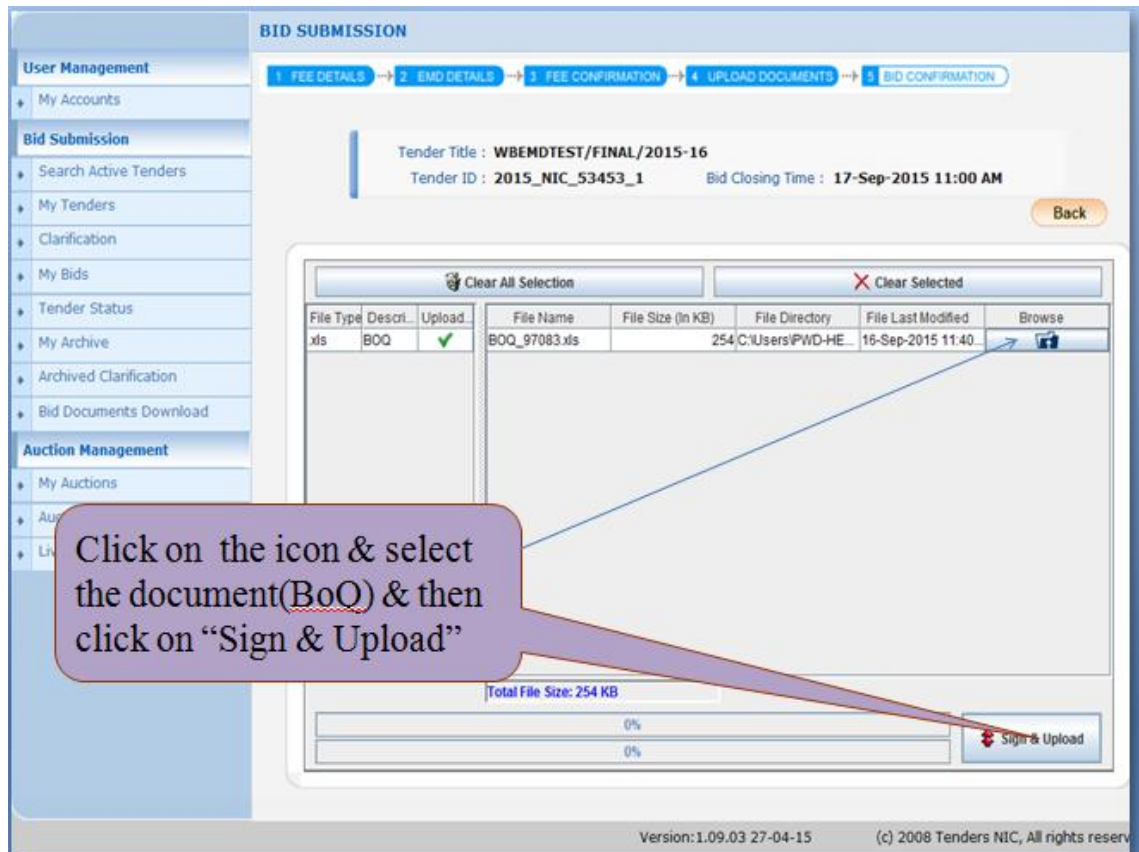 BID SUBMISSION
User Management
My Accounts
Bid Submission
Search Active Tenders
My Tenders
Clarification
My Bids
Tender Status
My Archive
Archived Clarification
Bid Documents Download
Auction Management
My Auctions
1 FEE DETAILS 2 EMD DETAILS 3 FEE CONFIRMATION 4 UPLOAD DOCUMENTS 5 BID CONFIRMATION
Tender Title : WBEMDTEST/FINAL/2015-16
Tender ID : 2015_NIC_53453_1 Bid Closing Time : 17-Sep-2015 11:00 AM
Back
Clear All Selection Clear Selected
File Type Descri... Upload... File Name File Size (In KB) File Directory File Last Modified Browse
.xls BOQ BOQ_97083.xls 254 C:\Users\PWD-HE... 16-Sep-2015 11:40...
Click on the icon & select
the document(BoQ) & then
click on “Sign & Upload”
Total File Size: 254 KB
0%
0%
Sign & Upload
Version:1.09.03 27-04-15 (c) 2008 Tenders NIC, All rights reserv